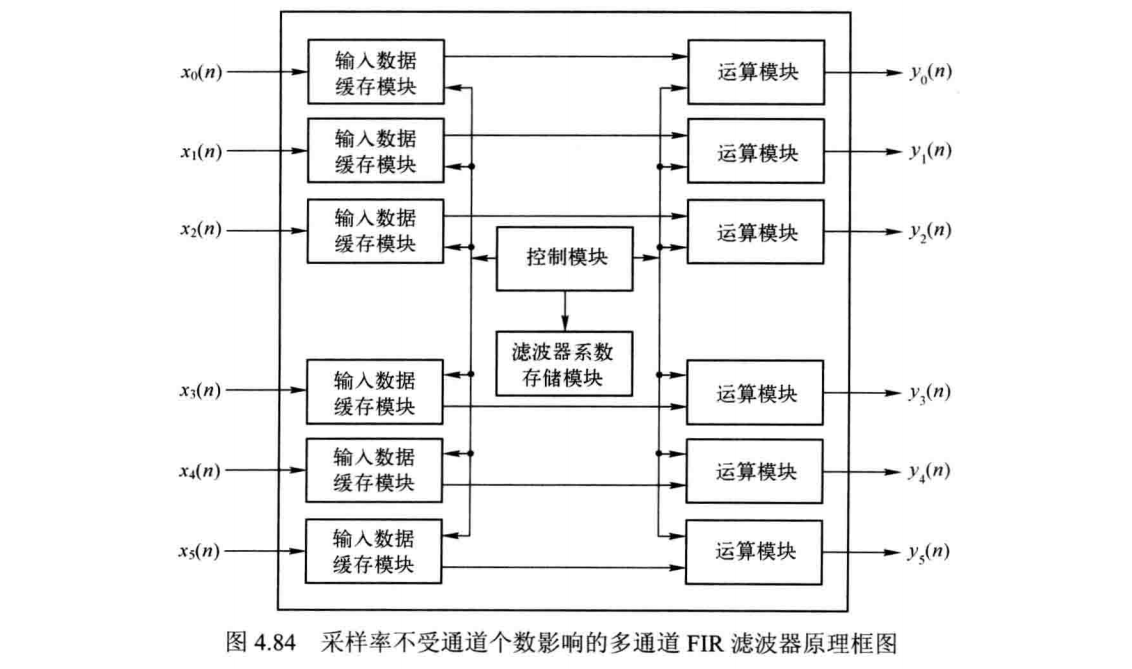 x₀(n) 输入数据 缓存模块 运算模块 y₀(n)
x₁(n) 输入数据 缓存模块 运算模块 y₁(n)
x₂(n) 输入数据 缓存模块 运算模块 y₂(n)
控制模块
滤波器系数
存储模块
x₃(n) 输入数据 缓存模块 运算模块 y₃(n)
x₄(n) 输入数据 缓存模块 运算模块 y₄(n)
x₅(n) 输入数据 缓存模块 运算模块 y₅(n)
图 4.84 采样率不受通道个数影响的多通道 FIR 滤波器原理框图